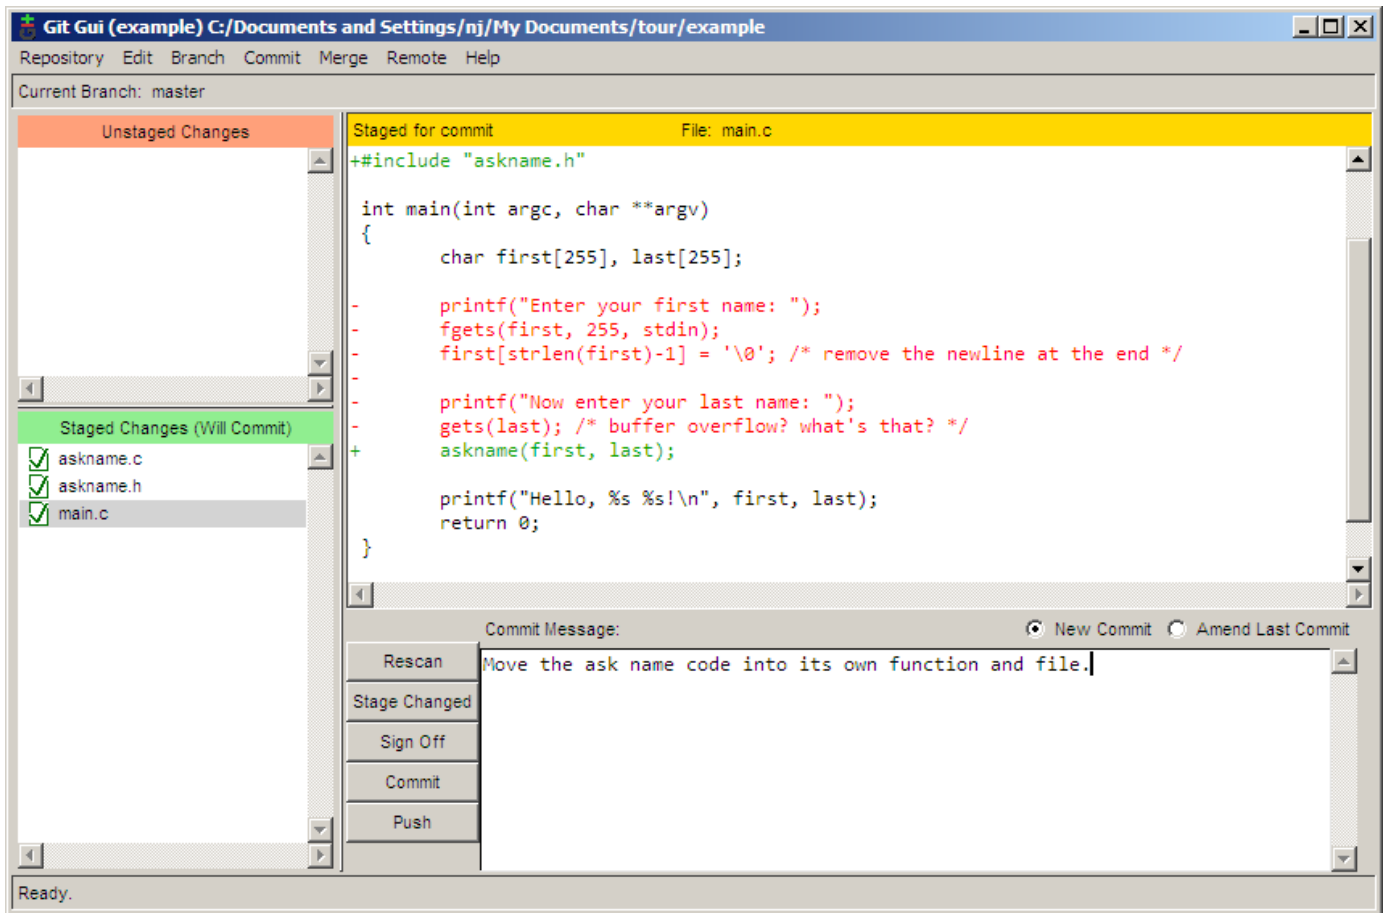 Git Gui (example) C:/Documents and Settings/nj/My Documents/tour/example
Repository Edit Branch Commit Merge Remote Help
Current Branch: master
Unstaged Changes
Staged Changes (Will Commit)
askname.c
askname.h
main.c
Staged for commit File: main.c
+#include "askname.h"
int main(int argc, char **argv)
{
char first[255], last[255];
- printf("Enter your first name: ");
- fgets(first, 255, stdin);
- first[strlen(first)-1] = '\0'; /* remove the newline at the end */
-
- printf("Now enter your last name: ");
- gets(last); /* buffer overflow? what's that? */
+ askname(first, last);
printf("Hello, %s %s!\n", first, last);
return 0;
}
Commit Message: New Commit Amend Last Commit
Rescan
Stage Changed
Sign Off
Commit
Push
Move the ask name code into its own function and file.
Ready.